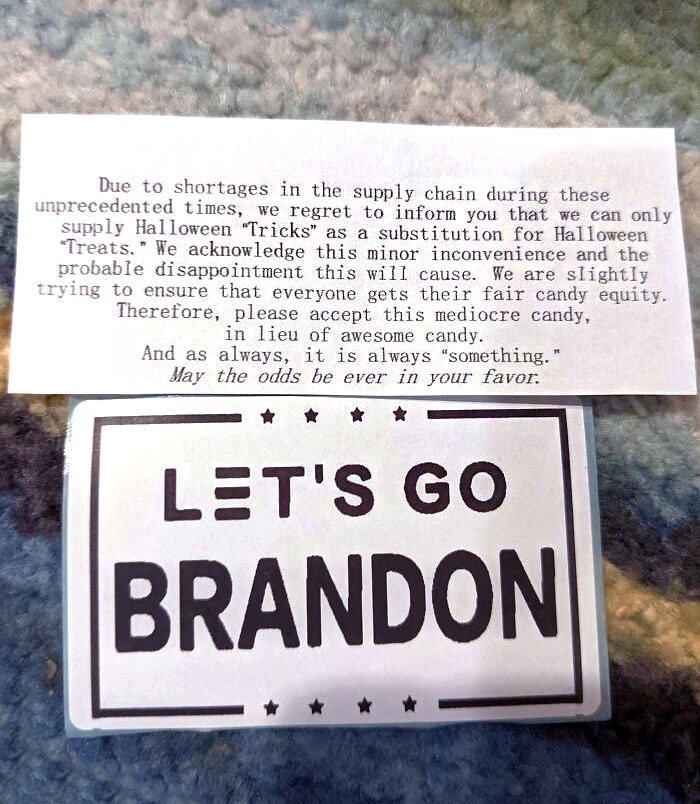 Due to shortages in the supply chain during these
unprecedented times, we regret to inform you that we can only
supply Halloween "Tricks" as a substitution for Halloween
"Treats." We acknowledge this minor inconvenience and the
probable disappointment this will cause. We are slightly
trying to ensure that everyone gets their fair candy equity.
Therefore, please accept this mediocre candy,
in lieu of awesome candy.
And as always, it is always "something."
May the odds be ever in your favor.
LET'S GO
BRANDON